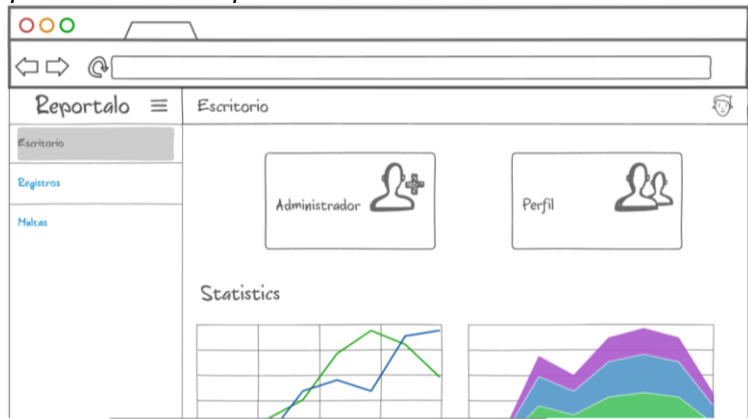 Reportalo
Escritorio
Escritorio
Registros
Multas
Administrador
Perfil
Statistics